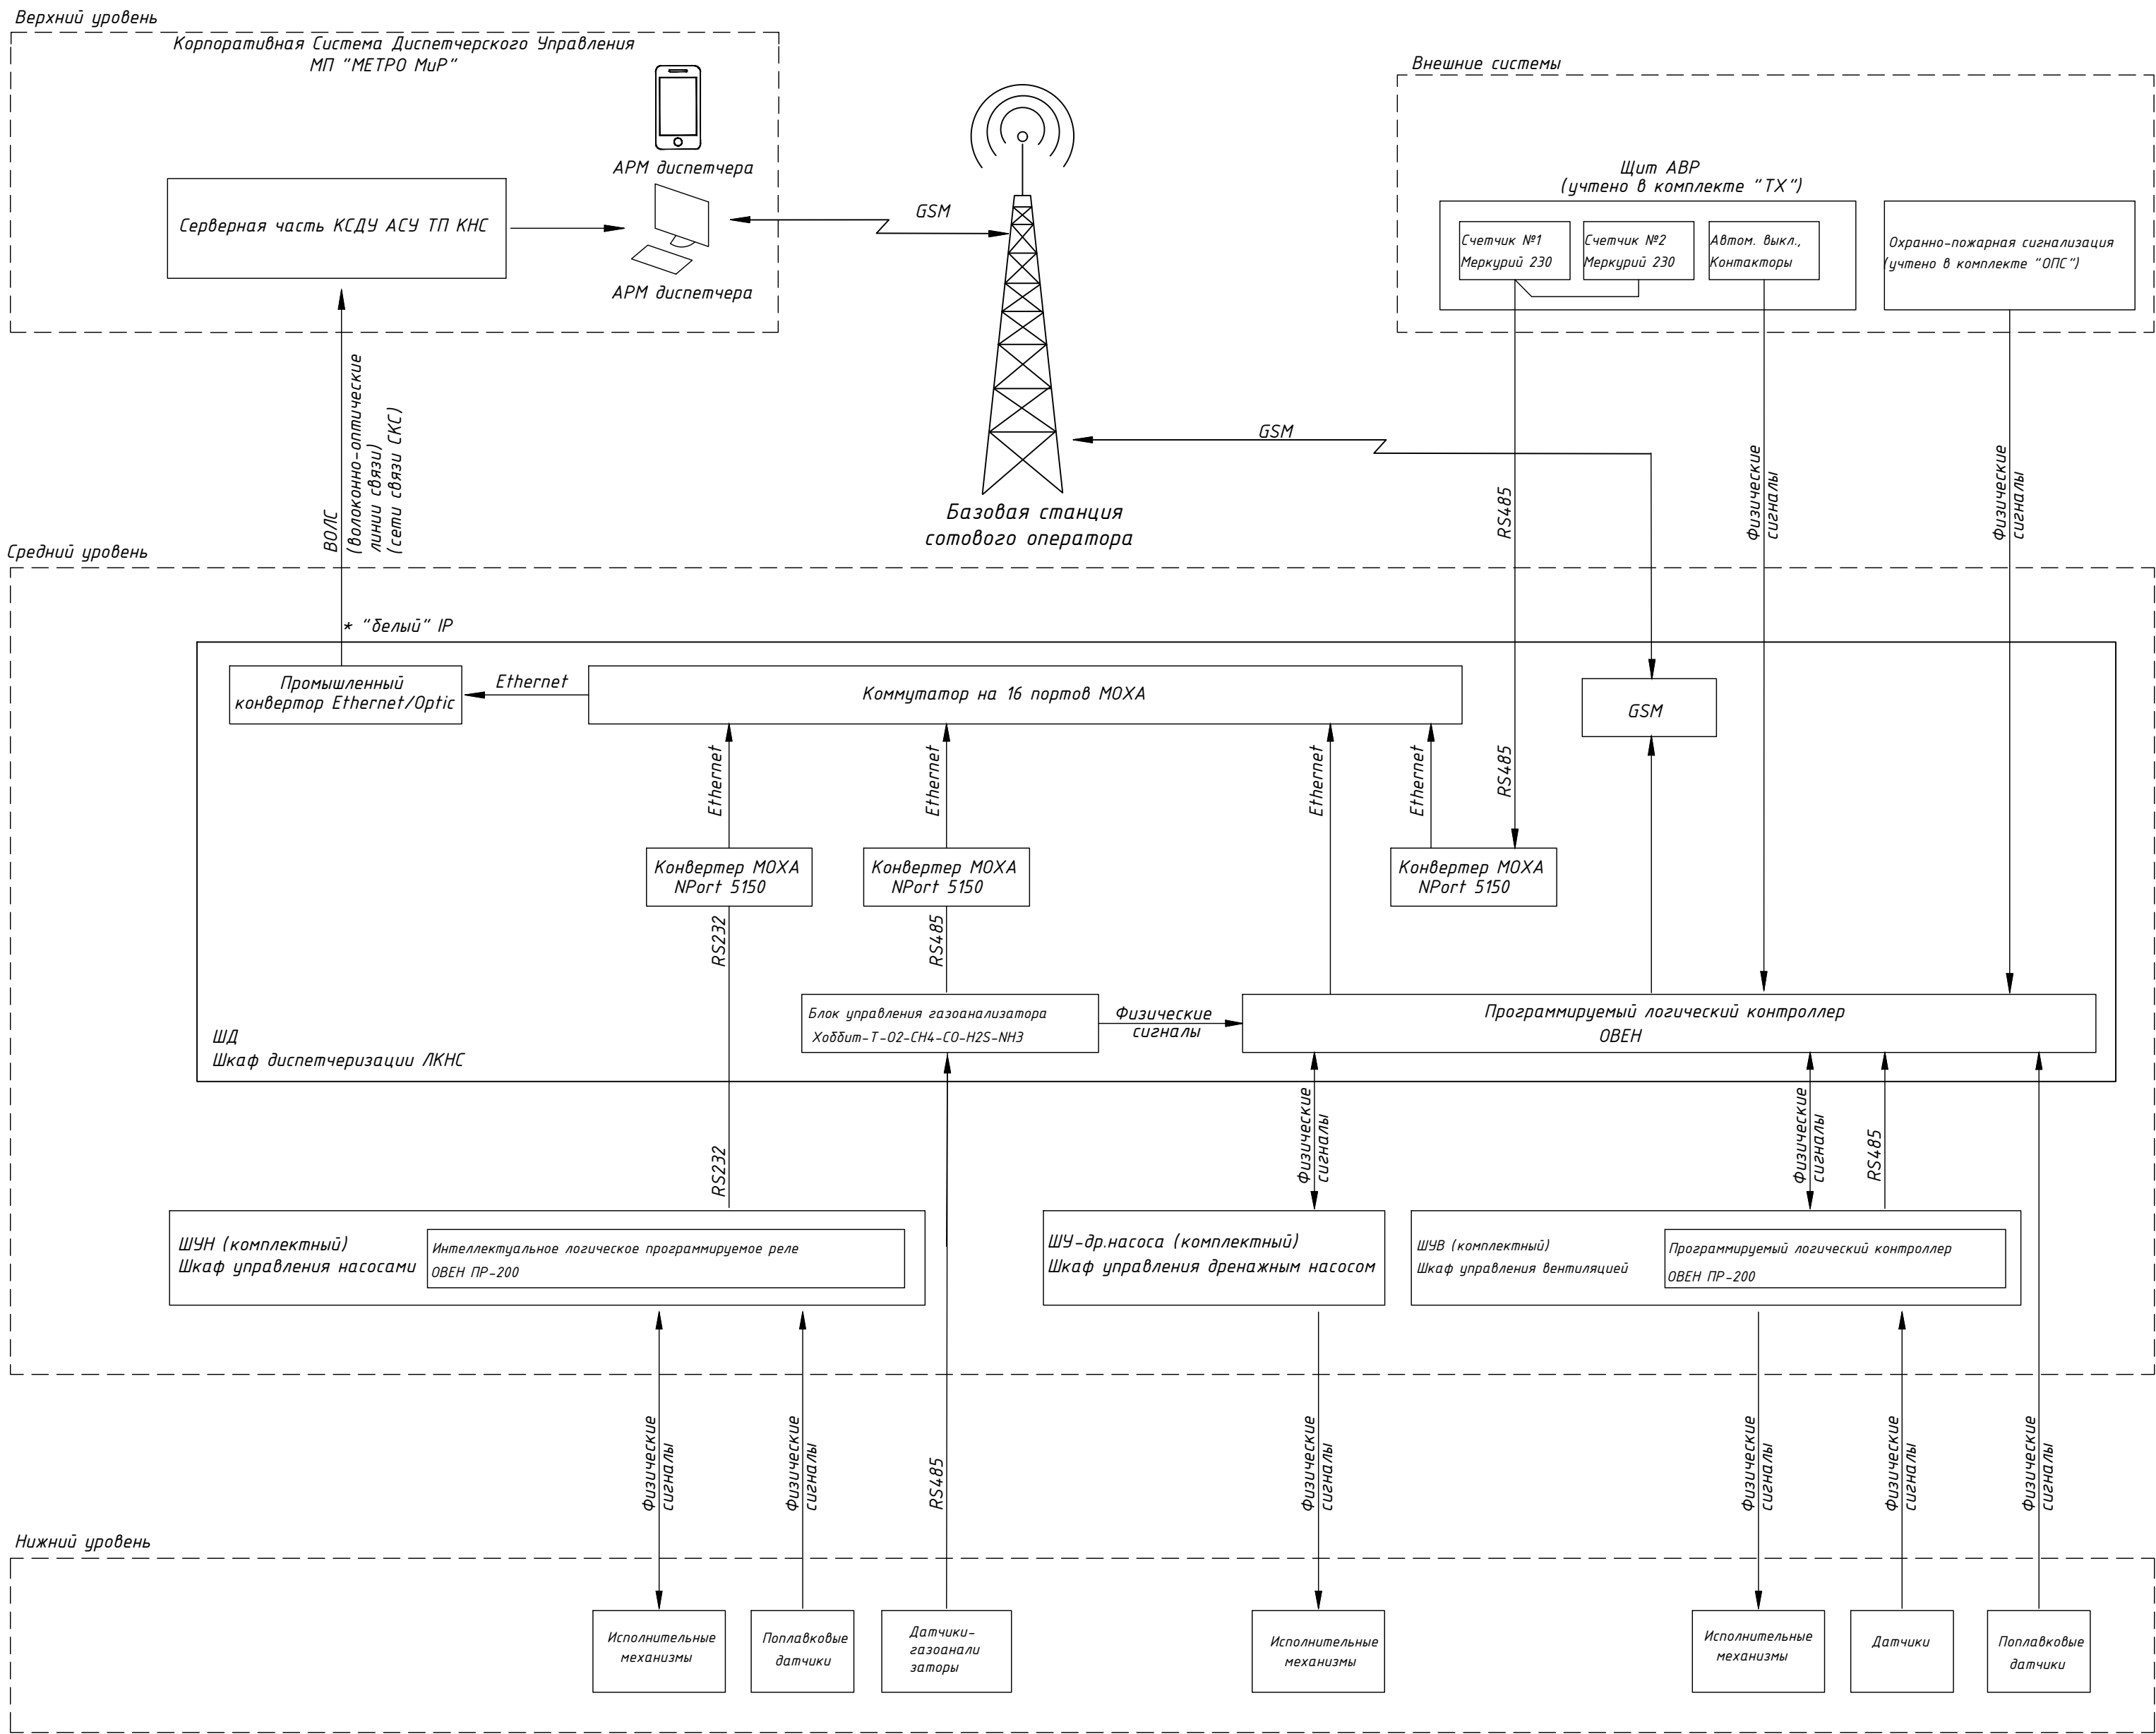 Верхний уровень
Корпоративная Система Диспетчерского Управления
МП "МЕТРО МиР"
АРМ диспетчера
Серверная часть КСДУ АСУ ТП КНС
АРМ диспетчера
GSM
Внешние системы
Щит АВР
(учтено в комплекте "ТХ")
Счетчик №1
Меркурий 230
Счетчик №2
Меркурий 230
Автом. выкл.,
Контакторы
Охранно-пожарная сигнализация
(учтено в комплекте "ОПС")
GSM
Базовая станция
сотового оператора
ВОЛС
(волоконно-оптические
линии связи)
(сети связи СКС)
RS485
Физические
сигналы
Физические
сигналы
Средний уровень
* "белый" IP
Промышленный
конвертор Ethernet/Optic
Ethernet
Коммутатор на 16 портов MOXA
GSM
Ethernet
Ethernet
Ethernet
Ethernet
RS485
Конвертер MOXA
NPort 5150
Конвертер MOXA
NPort 5150
Конвертер MOXA
NPort 5150
RS232
RS485
Блок управления газоанализатора
Хоббит-Т-О2-СН4-СО-H2S-NH3
Физические
сигналы
Программируемый логический контроллер
ОВЕН
ШД
Шкаф диспетчеризации ЛКНС
RS232
Физические
сигналы
Физические
сигналы
RS485
ШУН (комплектный)
Шкаф управления насосами
Интеллектуальное логическое программируемое реле
ОВЕН ПР-200
ШУ-др.насоса (комплектный)
Шкаф управления дренажным насосом
ШУВ (комплектный)
Шкаф управления вентиляцией
Программируемый логический контроллер
ОВЕН ПР-200
Физические
сигналы
Физические
сигналы
RS485
Физические
сигналы
Физические
сигналы
Физические
сигналы
Физические
сигналы
Нижний уровень
Исполнительные
механизмы
Поплавковые
датчики
Датчики-
газоанали
заторы
Исполнительные
механизмы
Исполнительные
механизмы
Датчики
Поплавковые
датчики